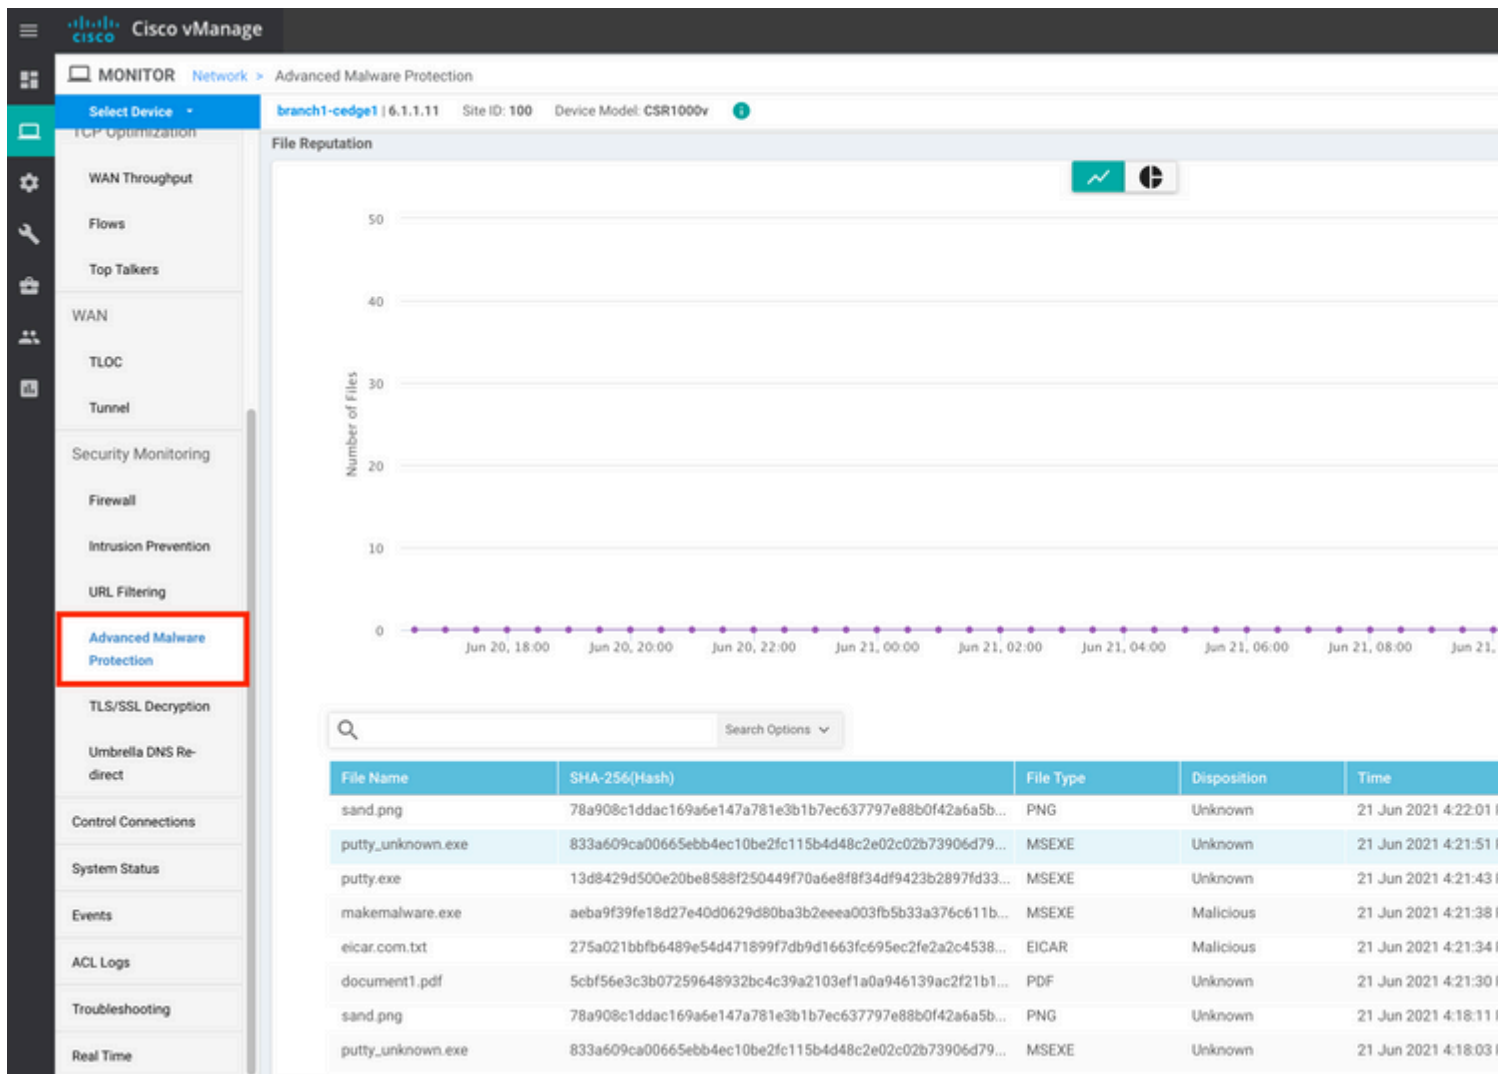 cisco Cisco vManage
MONITOR Network > Advanced Malware Protection
Select Device
branch1-cedge1 | 6.1.1.11 Site ID: 100 Device Model: CSR1000v
TCP Optimization
WAN Throughput
Flows
Top Talkers
WAN
TLOC
Tunnel
Security Monitoring
Firewall
Intrusion Prevention
URL Filtering
Advanced Malware
Protection
TLS/SSL Decryption
Umbrella DNS Re-
direct
Control Connections
System Status
Events
ACL Logs
Troubleshooting
Real Time
File Reputation
Number of Files
50
40
30
20
10
0
Jun 20, 18:00 Jun 20, 20:00 Jun 20, 22:00 Jun 21, 00:00 Jun 21, 02:00 Jun 21, 04:00 Jun 21, 06:00 Jun 21, 08:00 Jun 21,
Search Options
File Name SHA-256(Hash) File Type Disposition Time
sand.png 78a908c1ddac169a6e147a781e3b1b7ec637797e88b0f42a6a5b... PNG Unknown 21 Jun 2021 4:22:01
putty_unknown.exe 833a609ca00665ebb4ec10be2fc115b4d48c2e02c02b73906d79... MSEXE Unknown 21 Jun 2021 4:21:51
putty.exe 13d8429d500e20be8588f250449f70a6e8f8f34df9423b2897fd33... MSEXE Unknown 21 Jun 2021 4:21:43
makemalware.exe aeba9f39fe18d27e40d0629d80ba3b2eeea003fb5b33a376c611b... MSEXE Malicious 21 Jun 2021 4:21:38
eicar.com.txt 275a021bbfb6489e54d471899f7db9d1663fc695ec2fe2a2c4538... EICAR Malicious 21 Jun 2021 4:21:34
document1.pdf 5cbf56e3c3b07259648932bc4c39a2103ef1a0a946139ac2f21b1... PDF Unknown 21 Jun 2021 4:21:30
sand.png 78a908c1ddac169a6e147a781e3b1b7ec637797e88b0f42a6a5b... PNG Unknown 21 Jun 2021 4:18:11
putty_unknown.exe 833a609ca00665ebb4ec10be2fc115b4d48c2e02c02b73906d79... MSEXE Unknown 21 Jun 2021 4:18:03